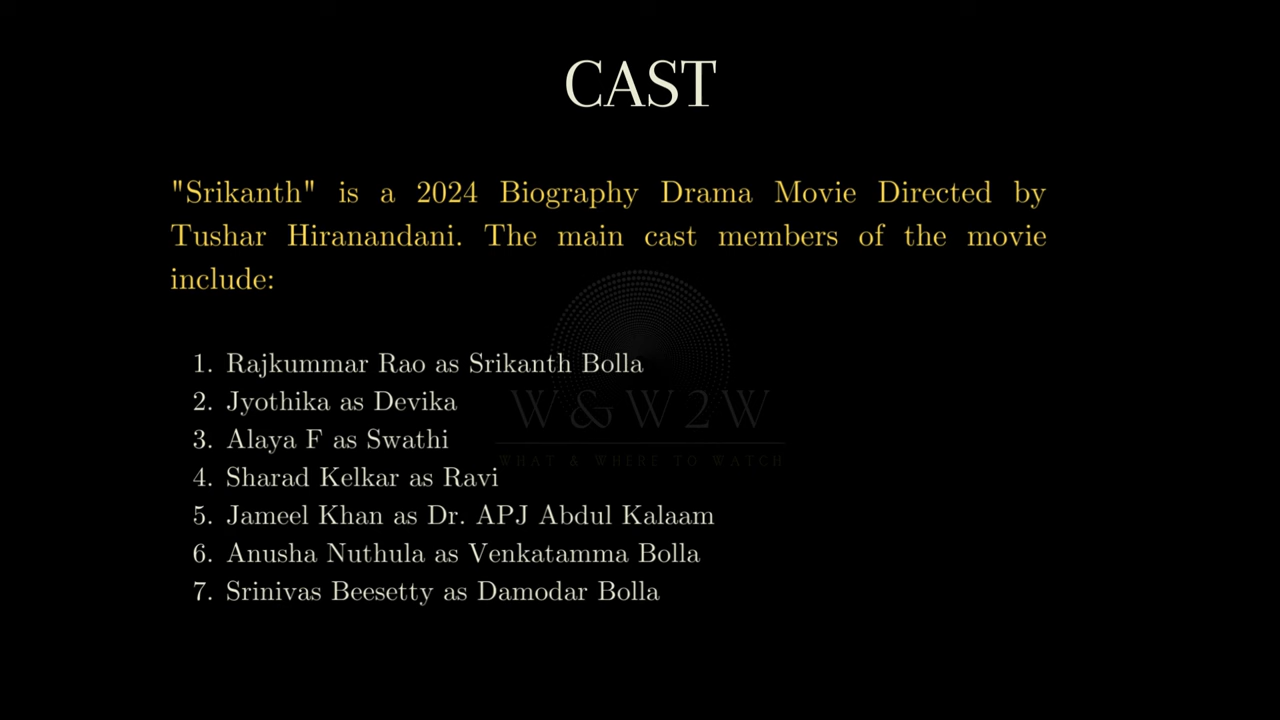 CAST
"Srikanth" is a 2024 Biography Drama Movie Directed by
Tushar Hiranandani. The main cast members of the movie
include:
1. Rajkummar Rao as Srikanth Bolla
2. Jyothika as Devika
W & W 2 W
3. Alaya F as Swathi
WHAT & WHERE TO WATCH
4. Sharad Kelkar as Ravi
5. Jameel Khan as Dr. APJ Abdul Kalaam
6. Anusha Nuthula as Venkatamma Bolla
7. Srinivas Beesetty as Damodar Bolla